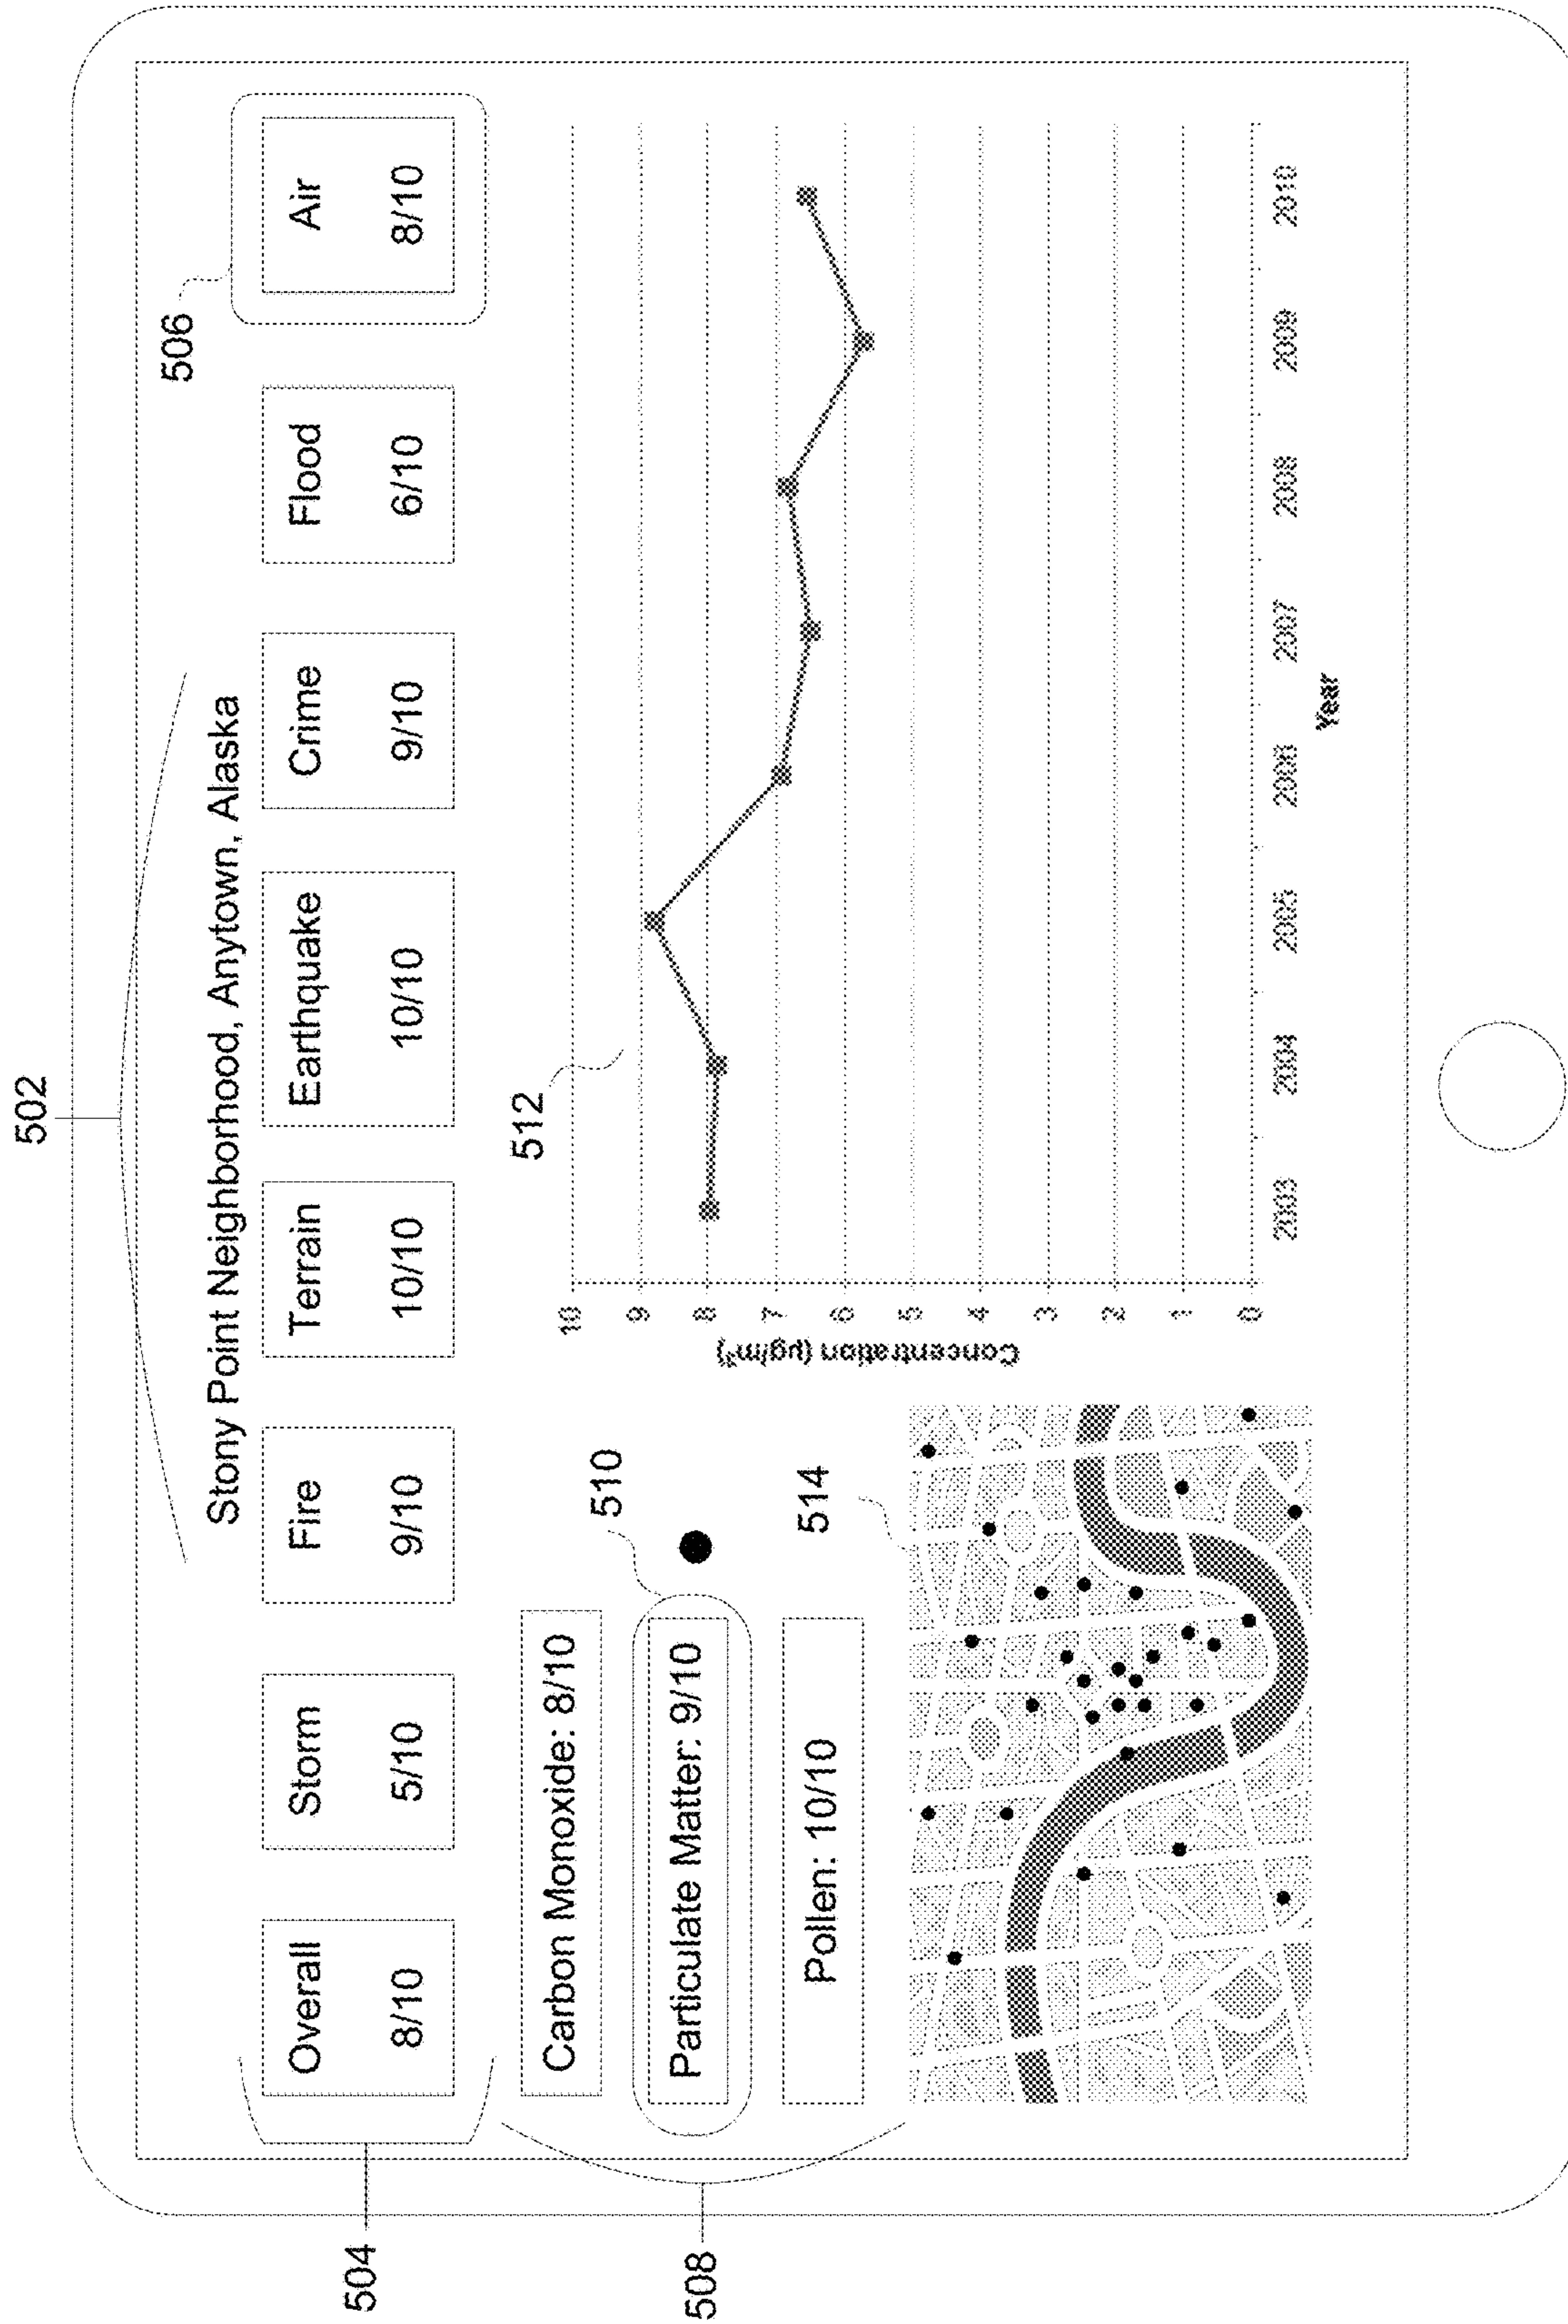 502
Stony Point Neighborhood, Anytown, Alaska
504
506
Overall
8/10
Storm
5/10
Fire
9/10
Terrain
10/10
Earthquake
10/10
Crime
9/10
Flood
6/10
Air
8/10
508
Carbon Monoxide: 8/10
510
Particulate Matter: 9/10
Pollen: 10/10
514
512
Concentration (µg/m³)
10
9
8
7
6
5
4
3
2
1
0
2003
2004
2005
2006
2007
2008
2009
2010
Year